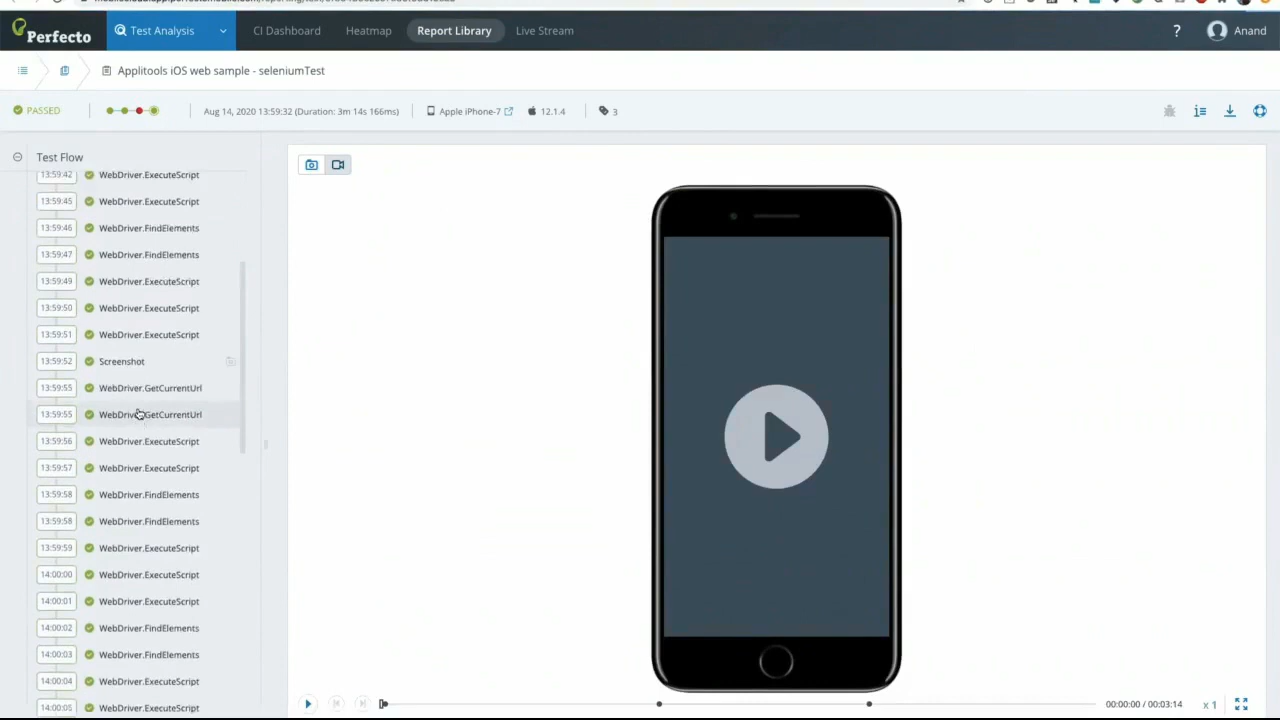 Perfecto
Test Analysis
CI Dashboard
Heatmap
Report Library
Live Stream
?
Anand
Applitools iOS web sample - seleniumTest
PASSED
Aug 14, 2020 13:59:32 (Duration: 3m 14s 166ms)
Apple iPhone-7
12.1.4
3
Test Flow
13:59:42 WebDriver.ExecuteScript
13:59:45 WebDriver.ExecuteScript
13:59:46 WebDriver.FindElements
13:59:47 WebDriver.FindElements
13:59:49 WebDriver.ExecuteScript
13:59:50 WebDriver.ExecuteScript
13:59:51 WebDriver.ExecuteScript
13:59:52 Screenshot
13:59:55 WebDriver.GetCurrentUrl
13:59:55 WebDriver.GetCurrentUrl
13:59:56 WebDriver.ExecuteScript
13:59:57 WebDriver.ExecuteScript
13:59:58 WebDriver.FindElements
13:59:58 WebDriver.FindElements
13:59:59 WebDriver.ExecuteScript
14:00:00 WebDriver.ExecuteScript
14:00:01 WebDriver.ExecuteScript
14:00:02 WebDriver.FindElements
14:00:03 WebDriver.FindElements
14:00:04 WebDriver.ExecuteScript
14:00:05 WebDriver.ExecuteScript
00:00:00 / 00:03:14
x 1